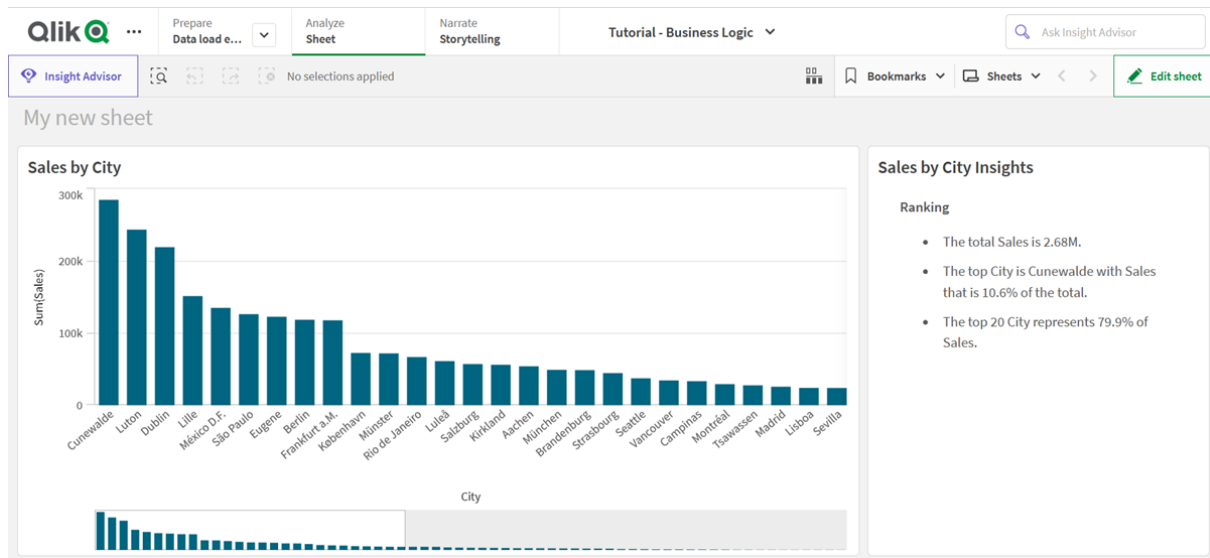 Qlik
Prepare
Data load e...
Analyze
Sheet
Narrate
Storytelling
Tutorial - Business Logic
Ask Insight Advisor
Insight Advisor
No selections applied
Bookmarks
Sheets
Edit sheet
My new sheet
Sales by City
300k
200k
100k
0
Sum(Sales)
Cunewalde
Luton
Dublin
Lille
México D.F.
São Paulo
Eugene
Berlin
Frankfurt a.M.
København
Münster
Rio de Janeiro
Luleå
Salzburg
Kirkland
Aachen
München
Brandenburg
Strasbourg
Seattle
Vancouver
Campinas
Montréal
Tsawassen
Madrid
Lisboa
Sevilla
City
Sales by City Insights
Ranking
• The total Sales is 2.68M.
• The top City is Cunewalde with Sales
that is 10.6% of the total.
• The top 20 City represents 79.9% of
Sales.